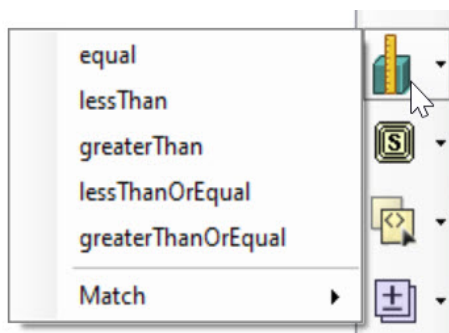 equal
lessThan
greaterThan
lessThanOrEqual
greaterThanOrEqual
Match
S
<>
±